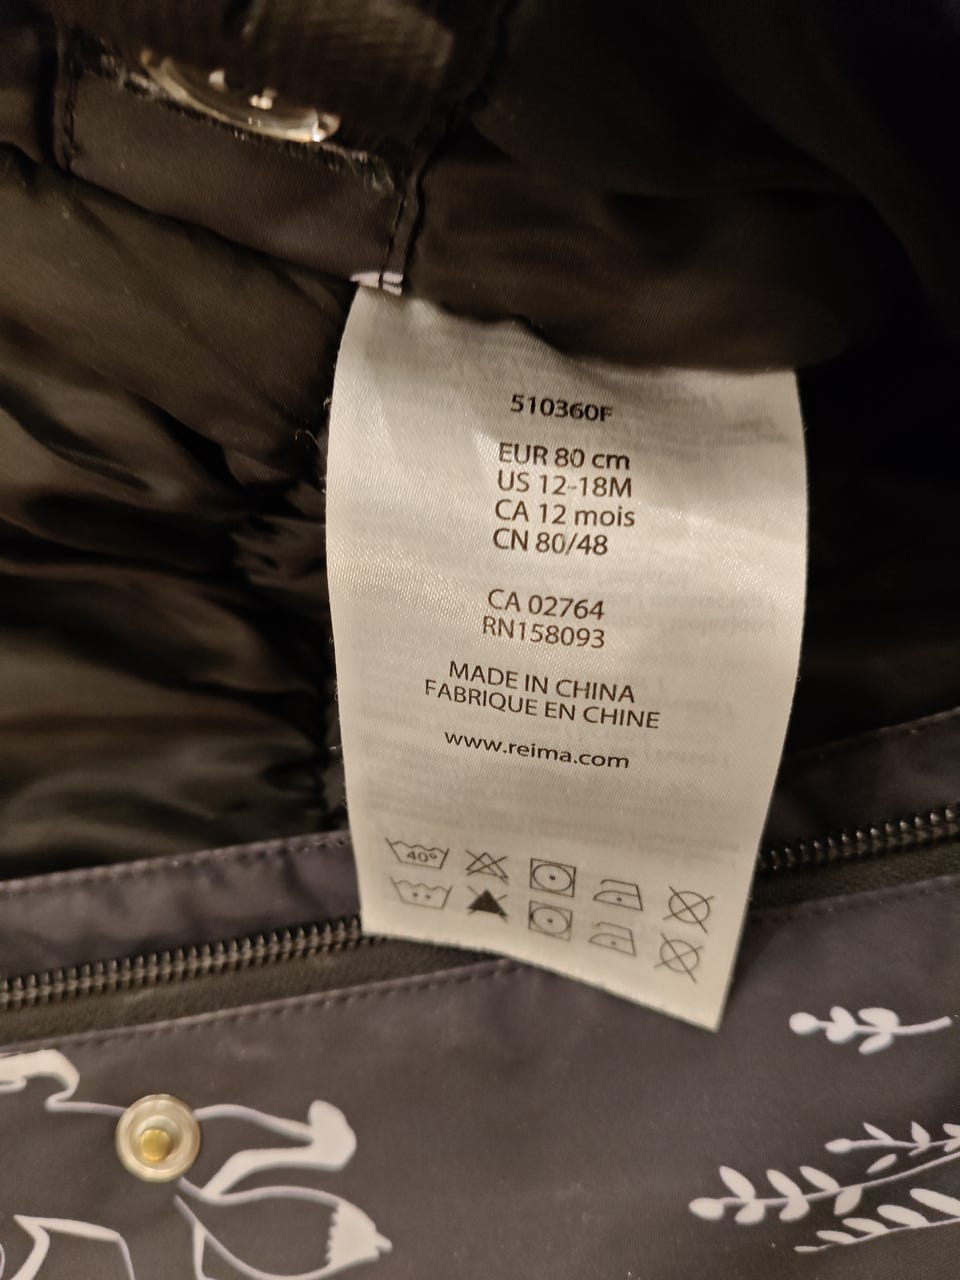 510360F
EUR 80 cm
US 12-18M
CA 12 mois
CN 80/48
CA 02764
RN158093
MADE IN CHINA
FABRIQUE EN CHINE
www.reima.com
40°